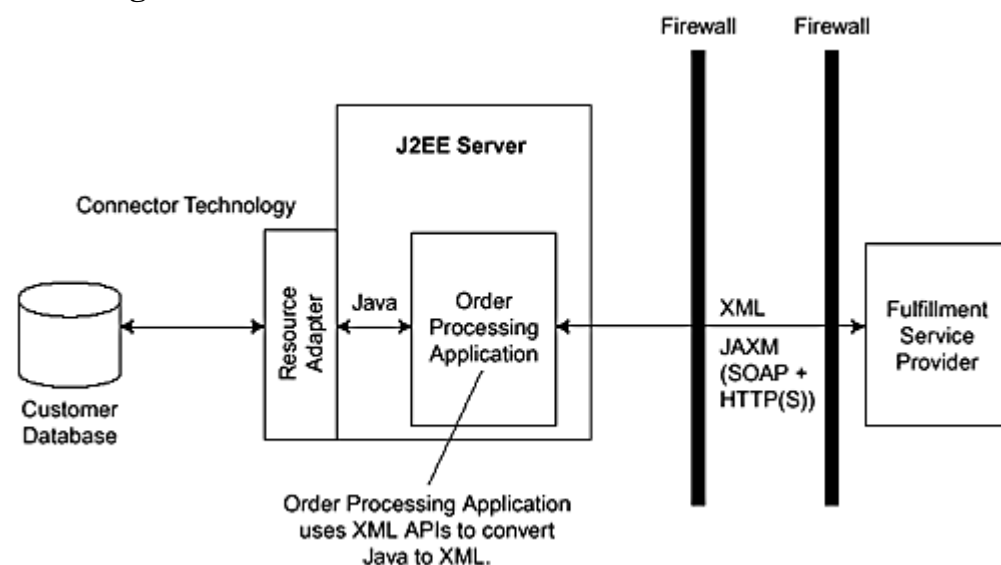 Firewall
Firewall
J2EE Server
Connector Technology
Resource
Adapter
Java
Order
Processing
Application
XML
JAXM
(SOAP +
HTTP(S))
Fulfillment
Service
Provider
Customer
Database
Order Processing Application
uses XML APIs to convert
Java to XML.